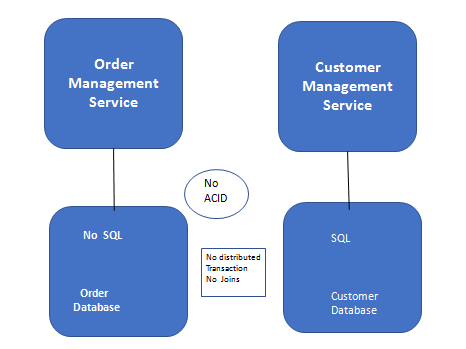 Order
Management
Service
Customer
Management
Service
No
ACID
No SQL
Order
Database
No distributed
Transaction
No Joins
SQL
Customer
Database